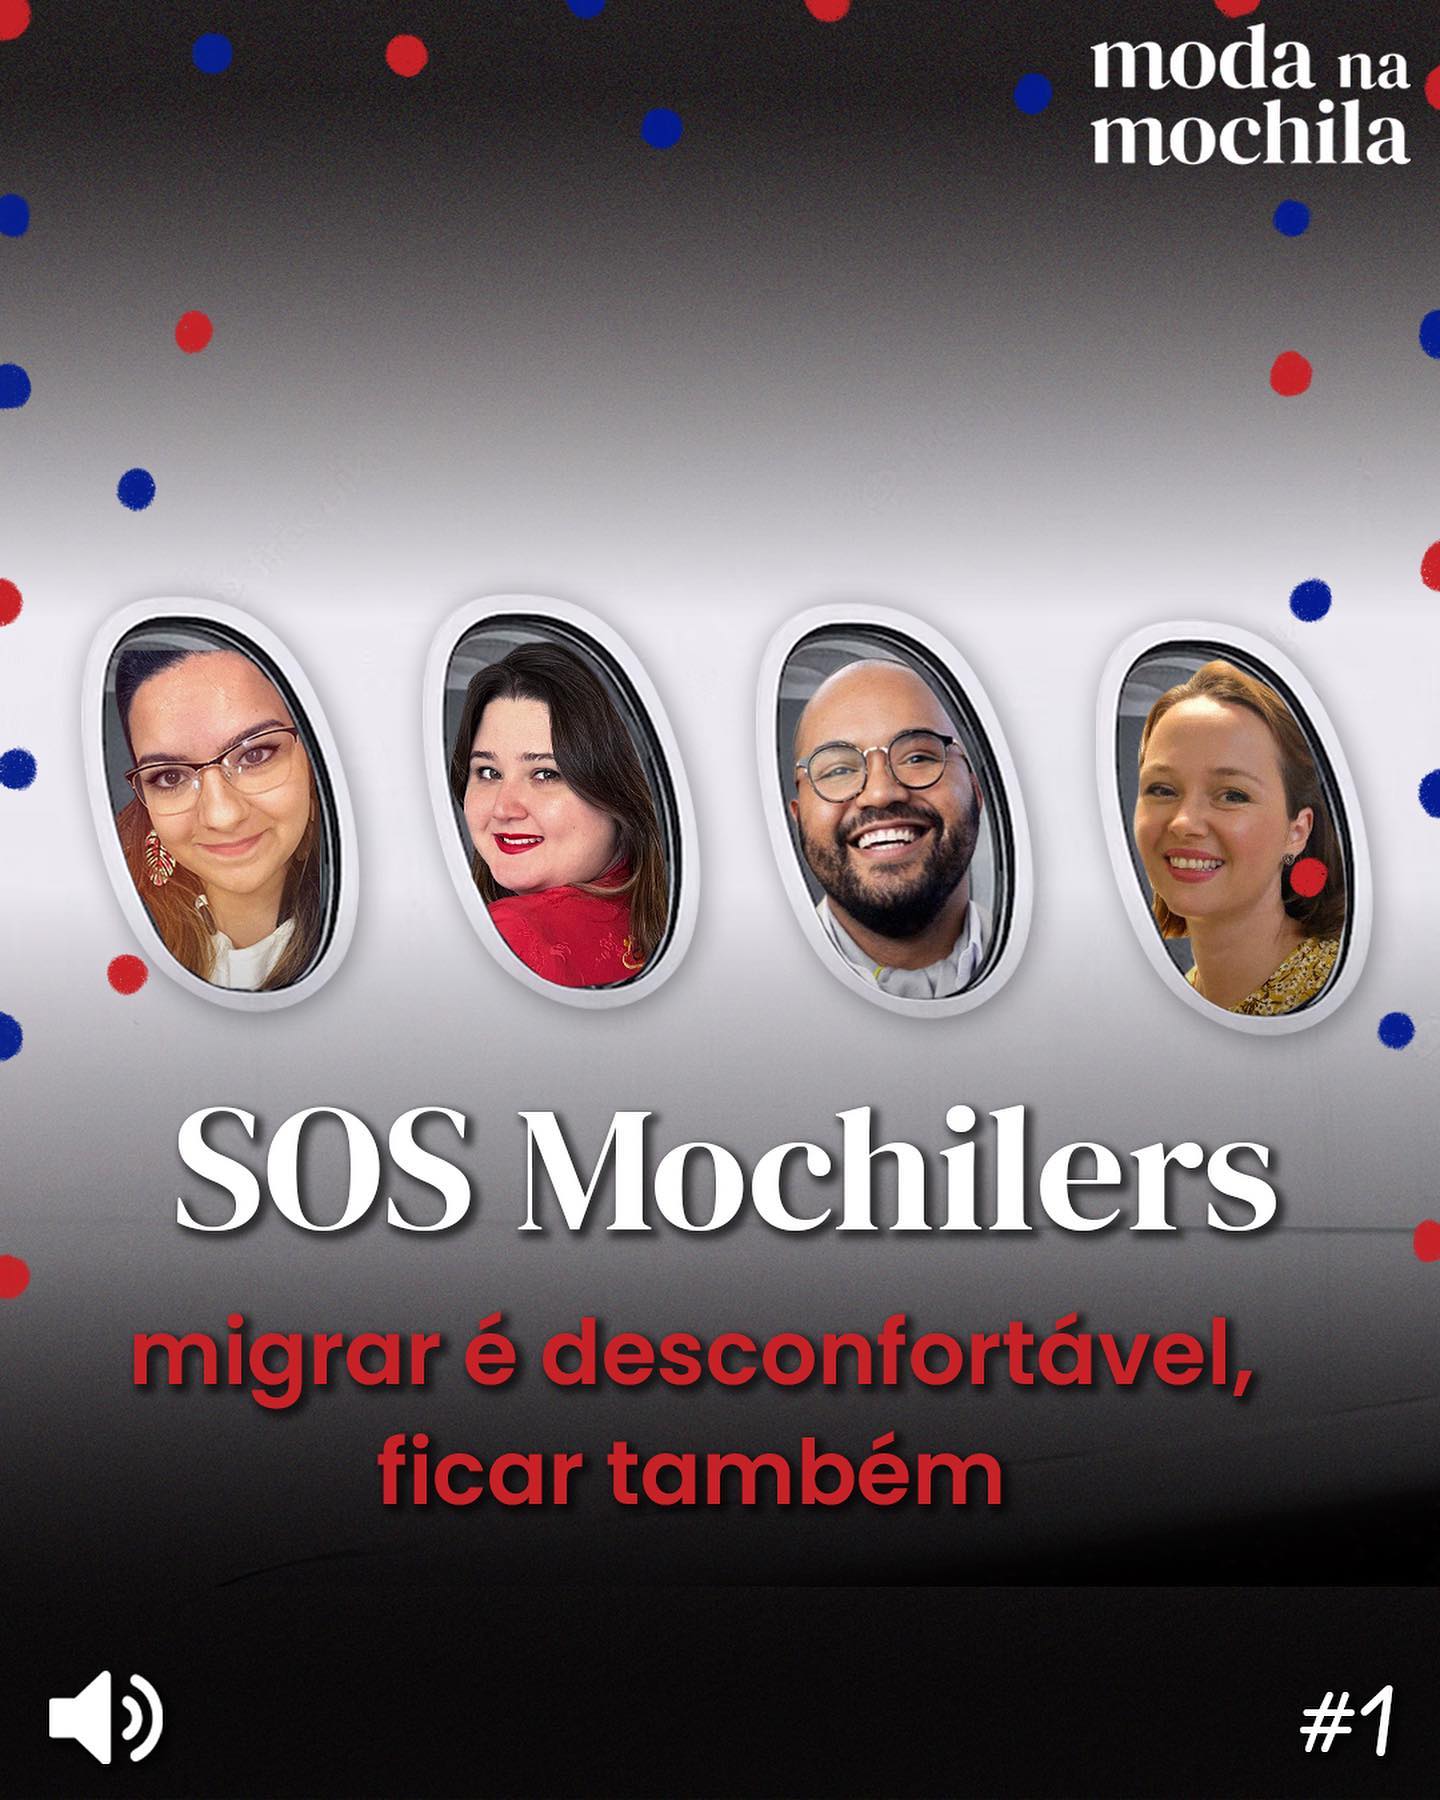 moda na
mochila
SOS Mochilers
migrar é desconfortável,
ficar também
#1